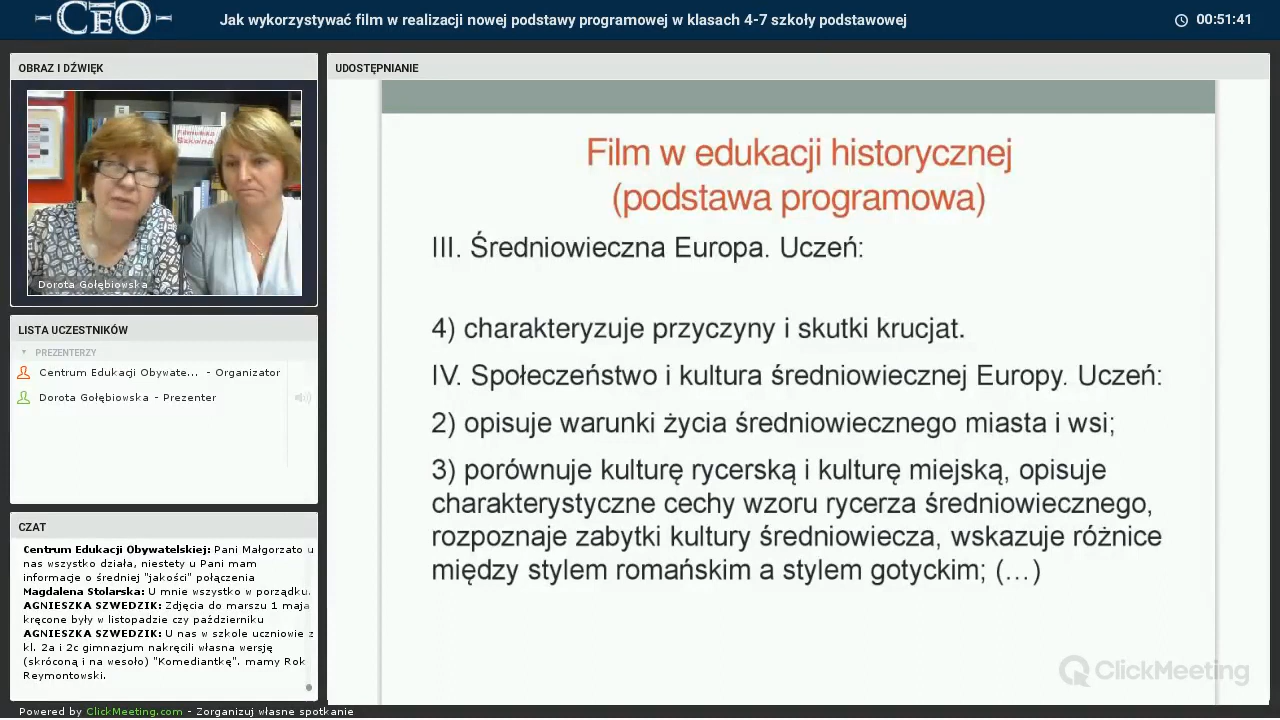 CEO
Jak wykorzystywać film w realizacji nowej podstawy programowej w klasach 4-7 szkoły podstawowej
00:51:41
OBRAZ I DŹWIĘK
Filmoteka
Szkolna
Dorota Gołębiowska
LISTA UCZESTNIKÓW
PREZENTERZY
Centrum Edukacji Obywate... - Organizator
Dorota Gołębiowska - Prezenter
CZAT
Centrum Edukacji Obywatelskiej: Pani Małgorzato u
nas wszystko działa, niestety u Pani mam
informaje o średniej "jakości" połączenia
Magdalena Stolarska: U mnie wszystko w porządku.
AGNIESZKA SZWEDZIK: Zdjęcia do marszu 1 maja
kręcone były w listopadzie czy październiku
AGNIESZKA SZWEDZIK: U nas w szkole uczniowie z
kl. 2a i 2c gimnazjum nakręcili własna wersję
(skróconą i na wesoło) "Komediantkę". mamy Rok
Reymontowski.
UDOSTĘPNIANIE
Film w edukacji historycznej
(podstawa programowa)
III. Średniowieczna Europa. Uczeń:
4) charakteryzuje przyczyny i skutki krucjat.
IV. Społeczeństwo i kultura średniowiecznej Europy. Uczeń:
2) opisuje warunki życia średniowiecznego miasta i wsi;
3) porównuje kulturę rycerską i kulturę miejską, opisuje
charakterystyczne cechy wzoru rycerza średniowiecznego,
rozpoznaje zabytki kultury średniowiecza, wskazuje różnice
między stylem romańskim a stylem gotyckim; (…)
ClickMeeting
Powered by ClickMeeting.com - Zorganizuj własne spotkanie